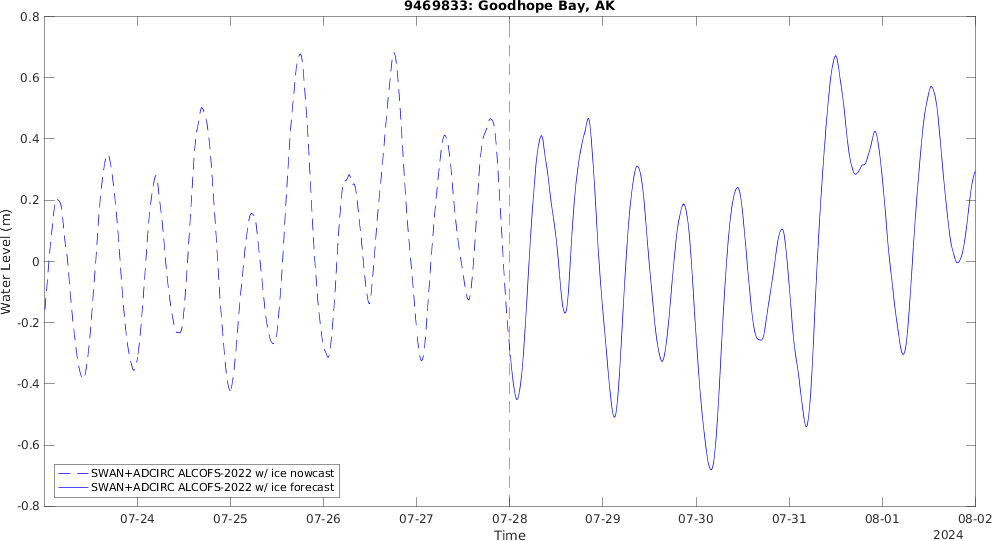 9469833: Goodhope Bay, AK
Water Level (m)
0.8
0.6
0.4
0.2
0
-0.2
-0.4
-0.6
-0.8
SWAN+ADCIRC ALCOFS-2022 w/ ice nowcast
SWAN+ADCIRC ALCOFS-2022 w/ ice forecast
07-24 07-25 07-26 07-27 07-28 07-29 07-30 07-31 08-01 08-02
Time
2024